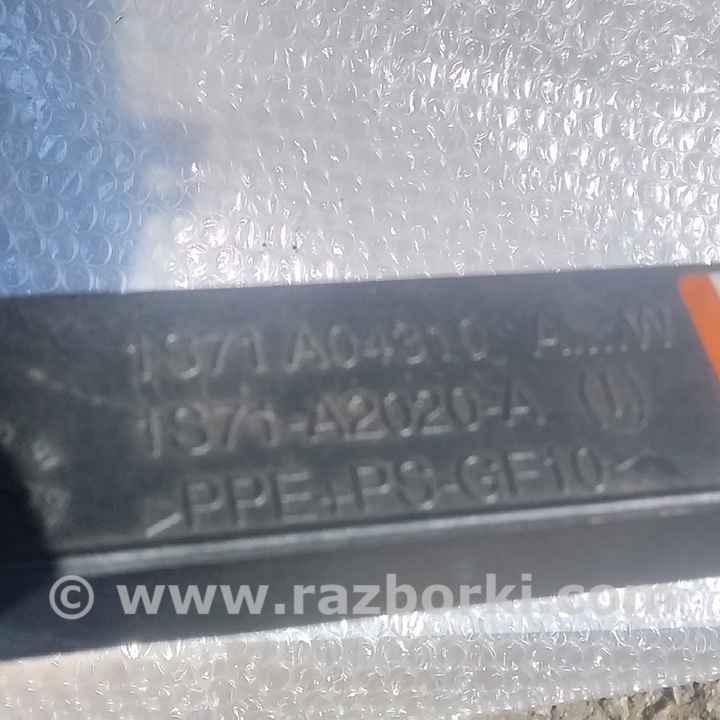 1S71 A04310 A.....W
1S71-A2020-A
>PPE+PS-GF10<
© www.razborki.com